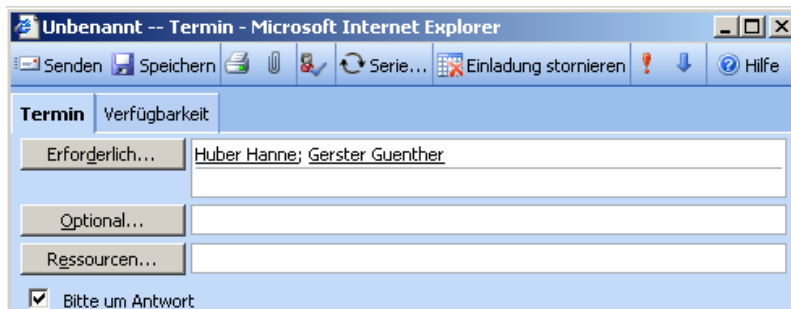 Unbenannt -- Termin - Microsoft Internet Explorer
Senden Speichern Serie... Einladung stornieren Hilfe
Termin Verfügbarkeit
Erforderlich... Huber Hanne; Gerster Guenther
Optional...
Ressourcen...
Bitte um Antwort